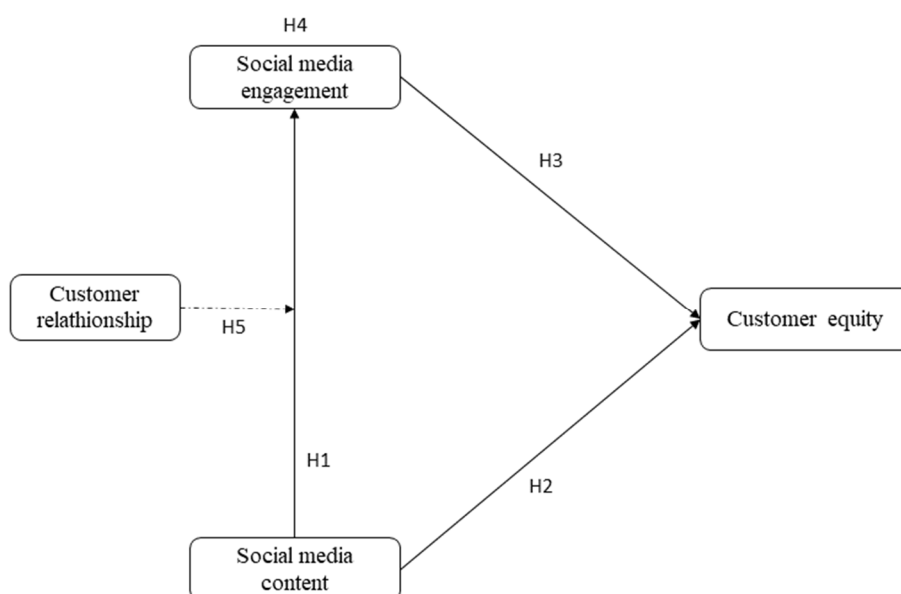 H4
Social media
engagement
H3
Customer
relathionship
H5
Customer equity
H1
H2
Social media
content